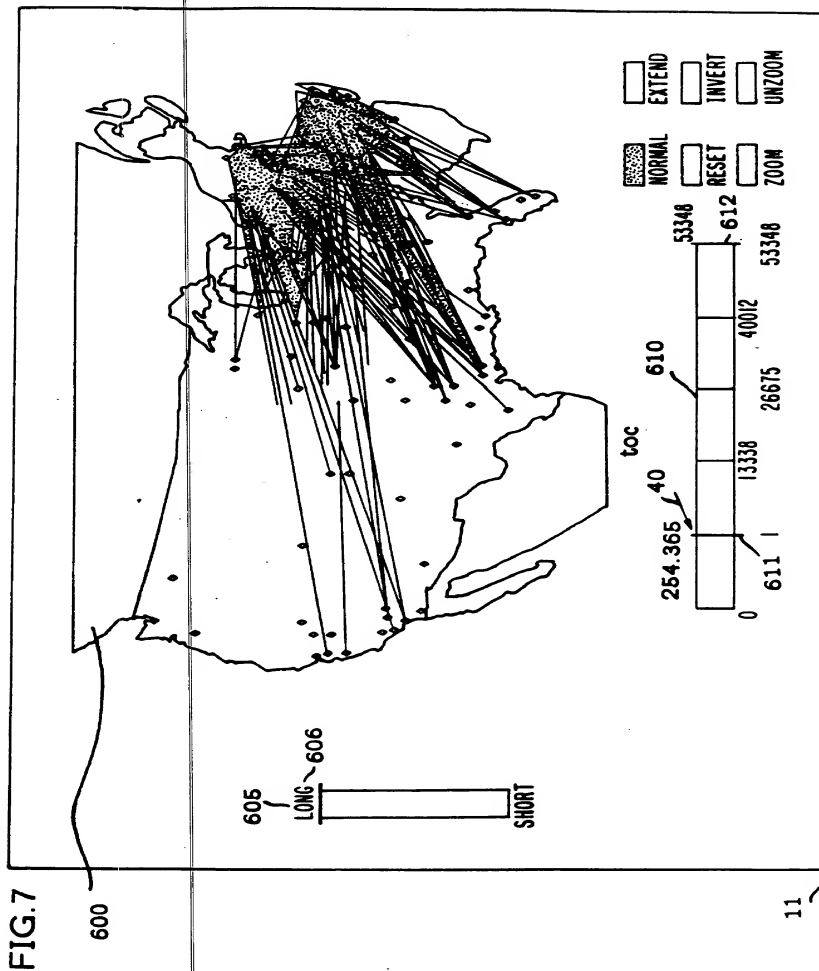 FIG.7
600
605
LONG
606
SHORT
toc
254.365
40
610
53348
0
1
13338
26675
40012
53348
611
612
NORMAL
EXTEND
RESET
INVERT
ZOOM
UNZOOM
11